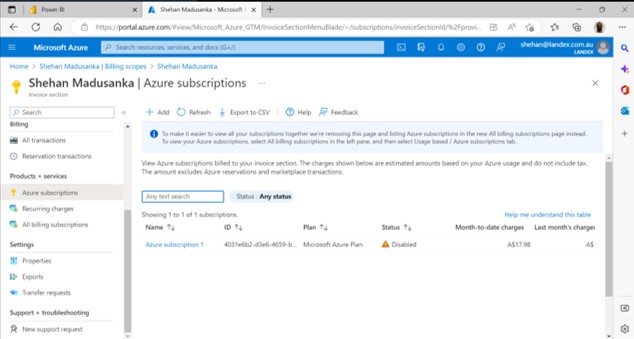 Power BI
Shehan Madusanka - Microsoft A
https://portal.azure.com/#view/Microsoft_Azure_GTM/InvoiceSectionMenuBlade/~/subscriptions/invoiceSectionId/%2Fprovi...
Microsoft Azure
Search resources, services, and docs (G+/)
shehan@landex.com.au
LANDEX
Home > Shehan Madusanka | Billing scopes > Shehan Madusanka
Shehan Madusanka | Azure subscriptions ...
Invoice section
Search
Add
Refresh
Export to CSV
Help
Feedback
Billing
All transactions
Reservation transactions
Products + services
Azure subscriptions
Recurring charges
All billing subscriptions
Settings
Properties
Exports
Transfer requests
Support + troubleshooting
New support request
To make it easier to view all your subscriptions together we're removing this page and listing Azure subscriptions in the new All billing subscriptions page instead.
To view your Azure subscriptions, select All billing subscriptions in the left pane, and then select Usage based / Azure subscriptions tab.
View Azure subscriptions billed to your invoice section. The charges shown below are estimated amounts based on your Azure usage and do not include tax.
The amount excludes Azure reservations and marketplace transactions.
Any text search
Status : Any status
Showing 1 to 1 of 1 subscriptions.
Help me understand this table
Name ID Plan Status Month-to-date charges Last month's charges
Azure subscription 1 4031e6b2-d3e6-4659-b... Microsoft Azure Plan Disabled A$17.98 A$